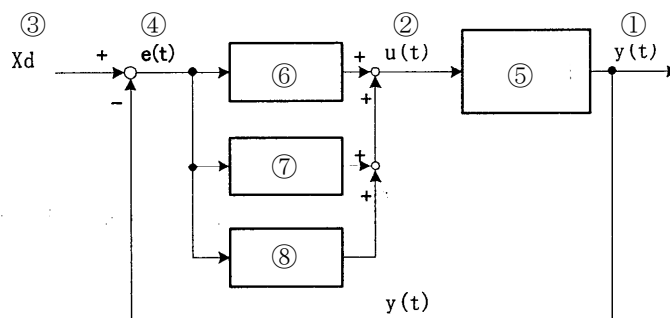 ③ ④ ② ①
Xd + e(t) ⑥ + u(t) ⑤ y(t)
− +
⑦ +
+
⑧
y(t)